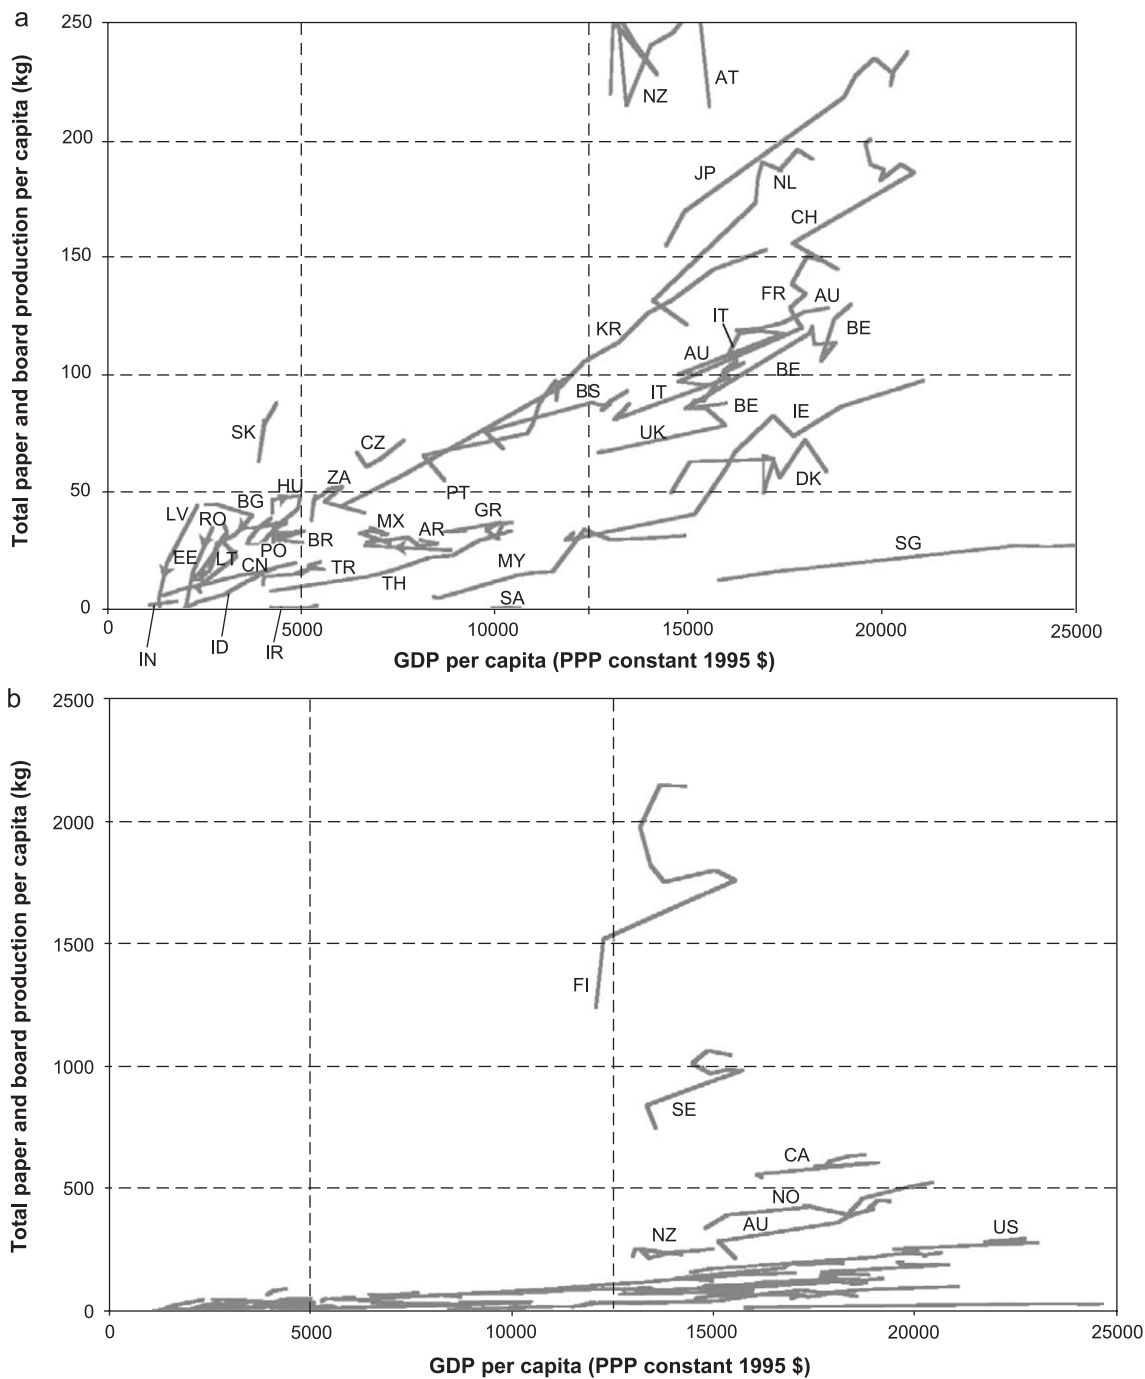 a
250
200
150
100
50
0
Total paper and board production per capita (kg)
AT
NZ
JP
NL
CH
FR
AU
IT
BE
KR
AU
BE
BS
IT
BE
IE
SK
CZ
UK
DK
HU
ZA
PT
LV
BG
GR
RO
MX
AR
BR
EE
LT
PO
SG
CN
TR
TH
MY
SA
IN
ID
IR
0 5000 10000 15000 20000 25000
GDP per capita (PPP constant 1995 $)
b
2500
2000
1500
1000
500
0
Total paper and board production per capita (kg)
FI
SE
CA
NO
AU
NZ
US
0 5000 10000 15000 20000 25000
GDP per capita (PPP constant 1995 $)